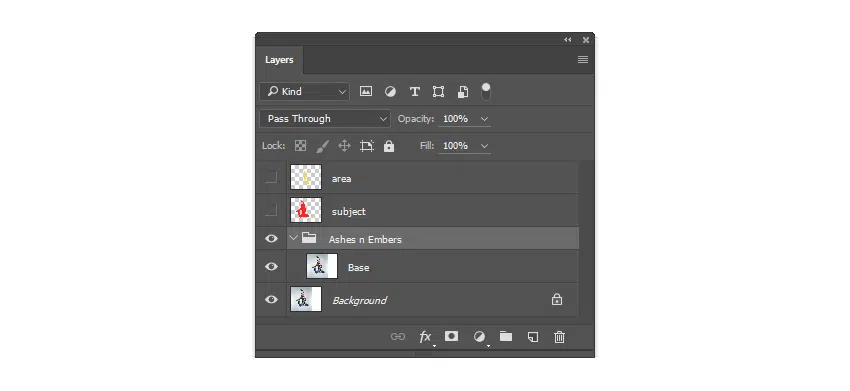 Layers
Kind
Pass Through Opacity: 100%
Lock: Fill: 100%
area
subject
Ashes n Embers
Base
Background
fx